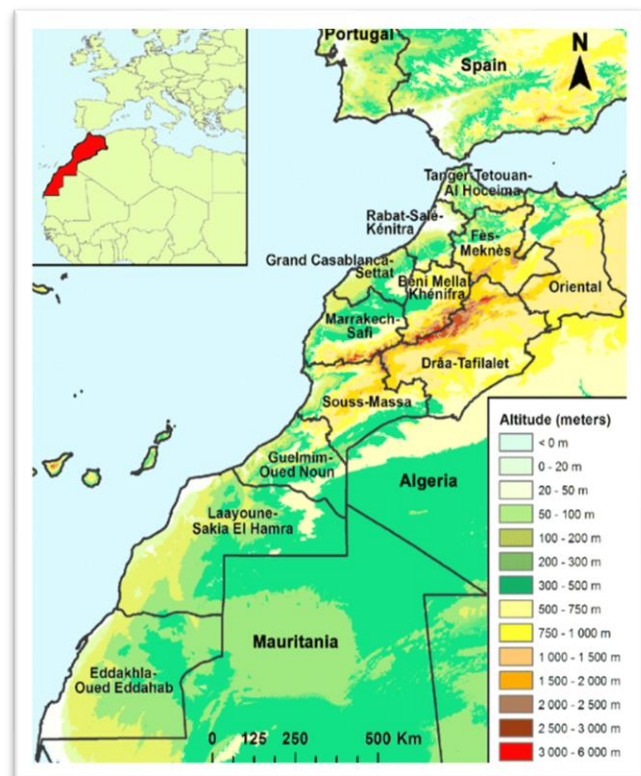 Portugal
Spain
N
Tanger Tetouan-
Al Hoceima
Rabat-Salé-
Kénitra
Fès-
Meknès
Grand Casablanca-
Settat
Béni Mellal
Khénifra
Oriental
Marrakech-
Safi
Drâa-Tafilalet
Souss-Massa
Guelmim-
Oued Noun
Algeria
Laayoune-
Sakia El Hamra
Mauritania
Eddakhla-
Oued Eddahab
0 125 250 500 Km
Altitude (meters)
< 0 m
0 - 20 m
20 - 50 m
50 - 100 m
100 - 200 m
200 - 300 m
300 - 500 m
500 - 750 m
750 - 1 000 m
1 000 - 1 500 m
1 500 - 2 000 m
2 000 - 2 500 m
2 500 - 3 000 m
3 000 - 6 000 m